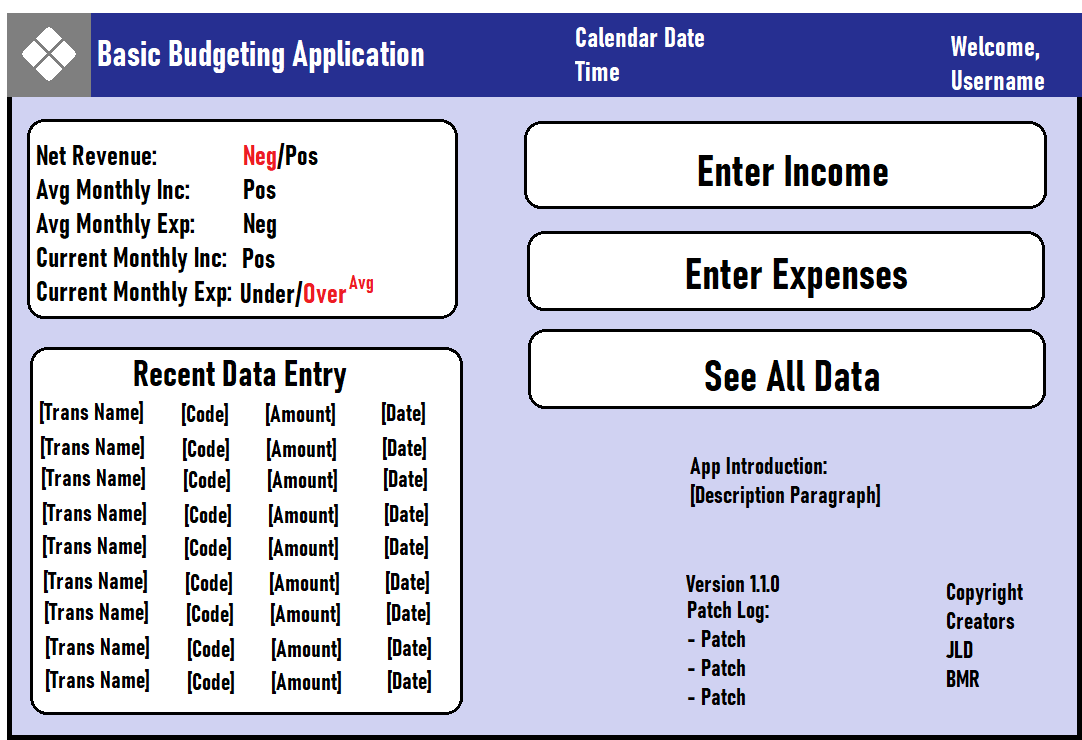 Basic Budgeting Application
Calendar Date
Time
Welcome,
Username
Net Revenue: Neg/Pos
Avg Monthly Inc: Pos
Avg Monthly Exp: Neg
Current Monthly Inc: Pos
Current Monthly Exp: Under/Over Avg
Enter Income
Enter Expenses
See All Data
Recent Data Entry
[Trans Name] [Code] [Amount] [Date]
[Trans Name] [Code] [Amount] [Date]
[Trans Name] [Code] [Amount] [Date]
[Trans Name] [Code] [Amount] [Date]
[Trans Name] [Code] [Amount] [Date]
[Trans Name] [Code] [Amount] [Date]
[Trans Name] [Code] [Amount] [Date]
[Trans Name] [Code] [Amount] [Date]
[Trans Name] [Code] [Amount] [Date]
App Introduction:
[Description Paragraph]
Version 1.1.0
Patch Log:
- Patch
- Patch
- Patch
Copyright
Creators
JLD
BMR